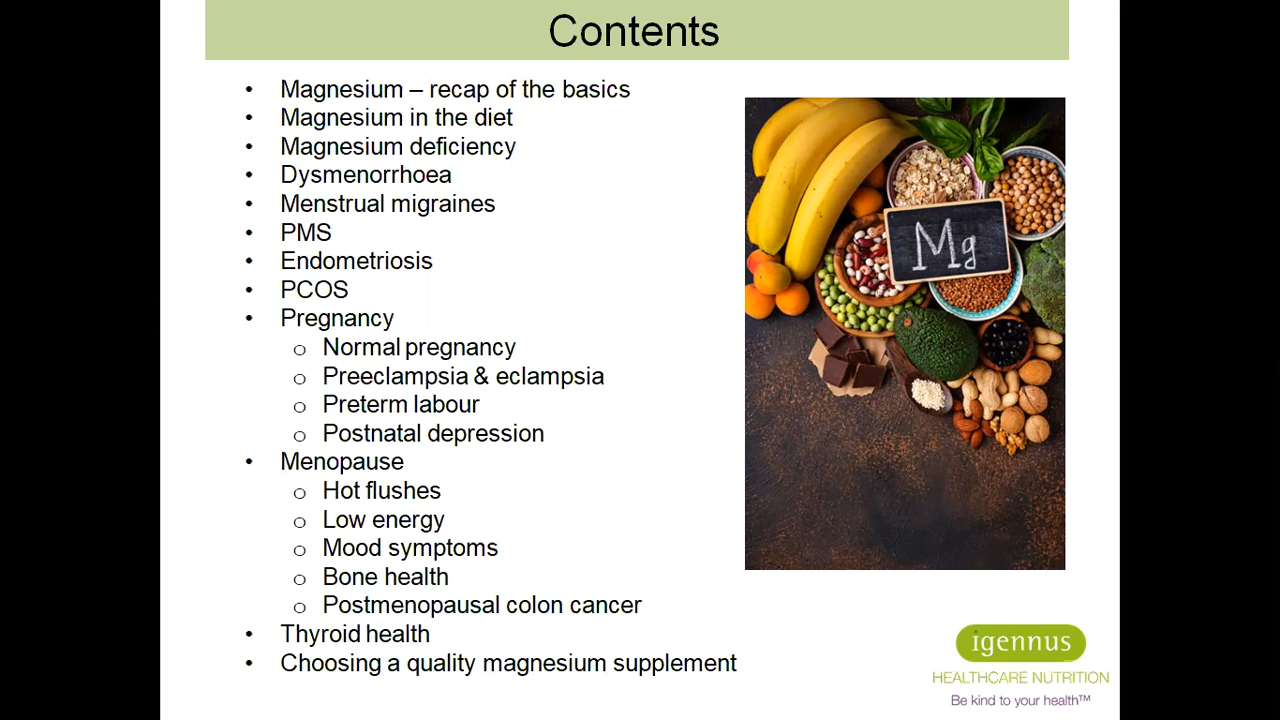 Contents
• Magnesium – recap of the basics
• Magnesium in the diet
• Magnesium deficiency
• Dysmenorrhoea
• Menstrual migraines
• PMS
• Endometriosis
• PCOS
• Pregnancy
o Normal pregnancy
o Preeclampsia & eclampsia
o Preterm labour
o Postnatal depression
• Menopause
o Hot flushes
o Low energy
o Mood symptoms
o Bone health
o Postmenopausal colon cancer
• Thyroid health
• Choosing a quality magnesium supplement
Mg
igennus
HEALTHCARE NUTRITION
Be kind to your health™